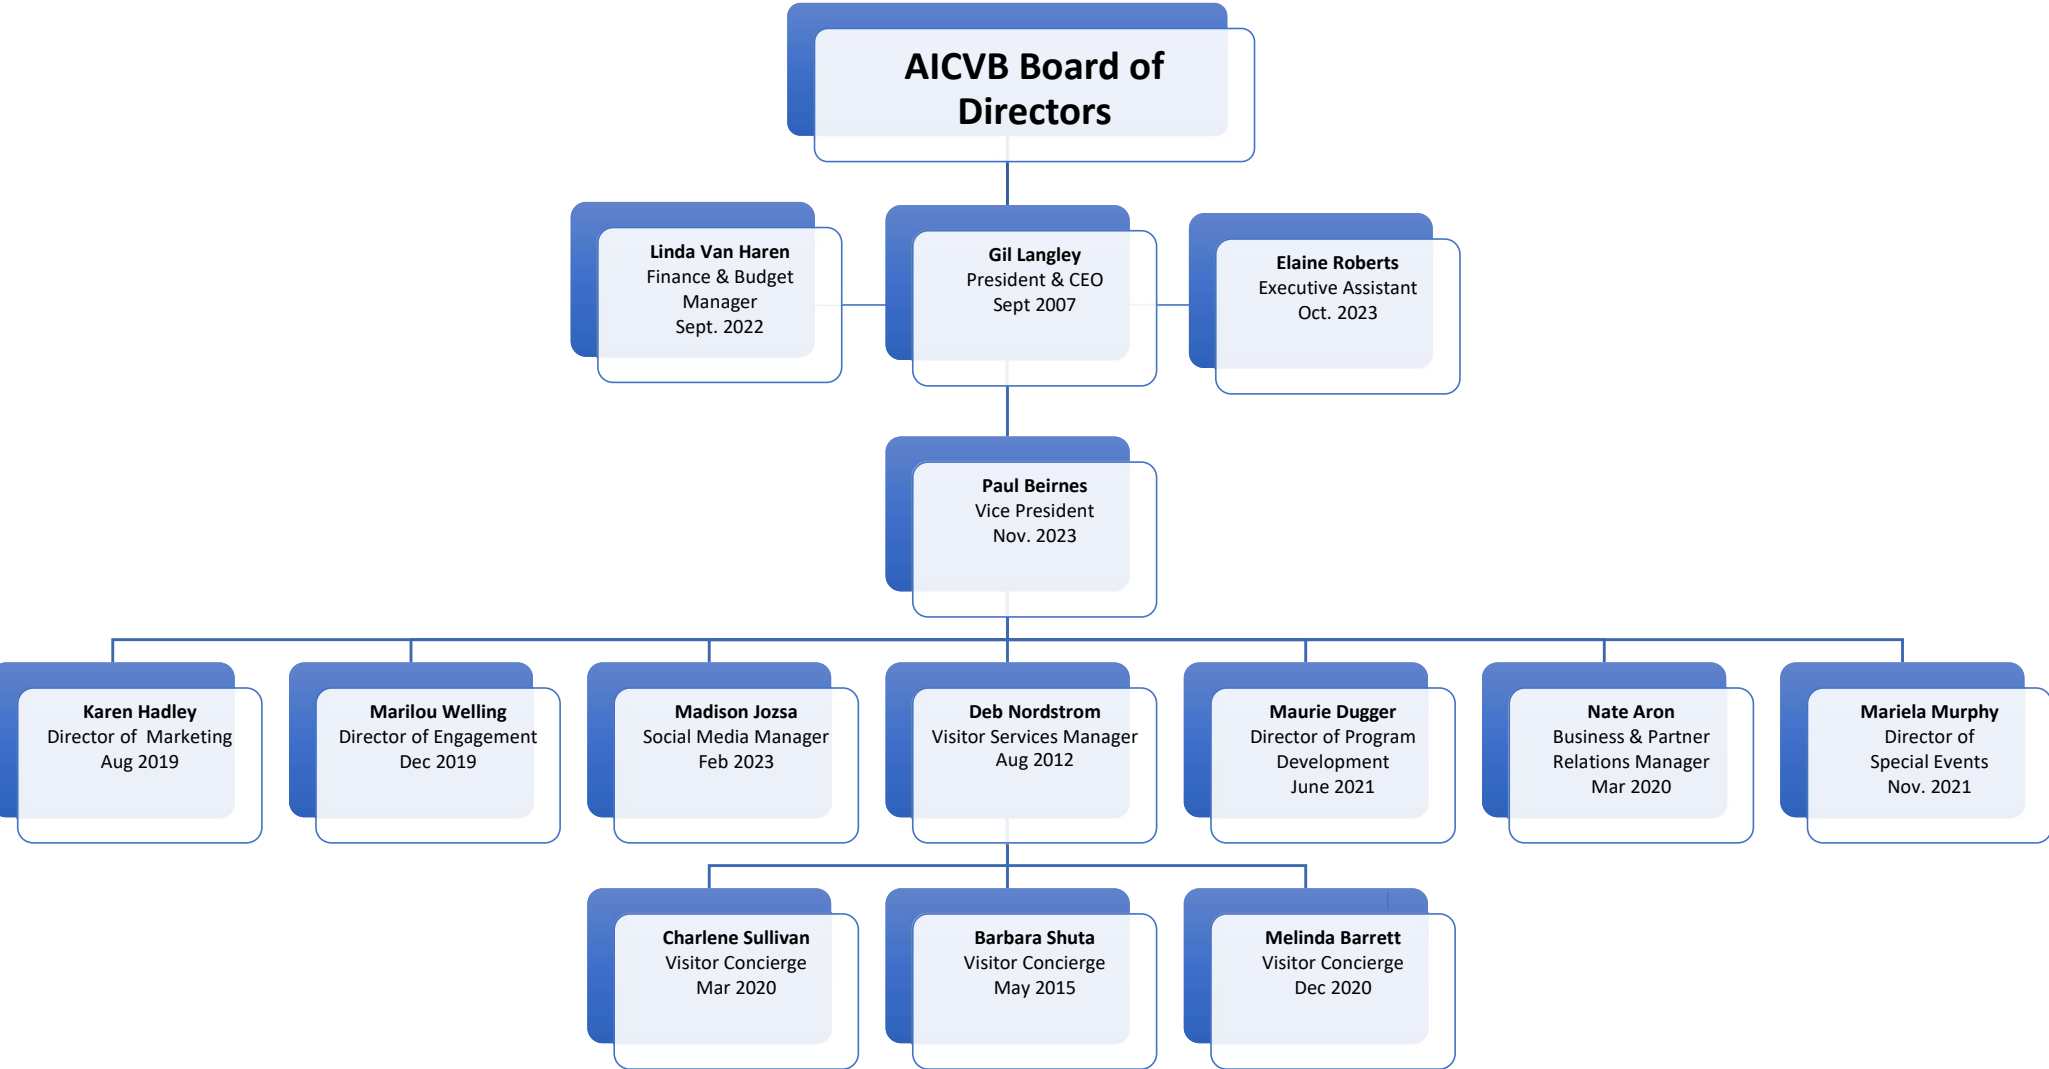 AICVB Board of
Directors
Linda Van Haren
Finance & Budget
Manager
Sept. 2022
Gil Langley
President & CEO
Sept 2007
Elaine Roberts
Executive Assistant
Oct. 2023
Paul Beirnes
Vice President
Nov. 2023
Karen Hadley
Director of  Marketing
Aug 2019
Marilou Welling
Director of Engagement
Dec 2019
Madison Jozsa
Social Media Manager
Feb 2023
Deb Nordstrom
Visitor Services Manager
Aug 2012
Maurie Dugger
Director of Program
Development
June 2021
Nate Aron
Business & Partner
Relations Manager
Mar 2020
Mariela Murphy
Director of
Special Events
Nov. 2021
Charlene Sullivan
Visitor Concierge
Mar 2020
Barbara Shuta
Visitor Concierge
May 2015
Melinda Barrett
Visitor Concierge
Dec 2020